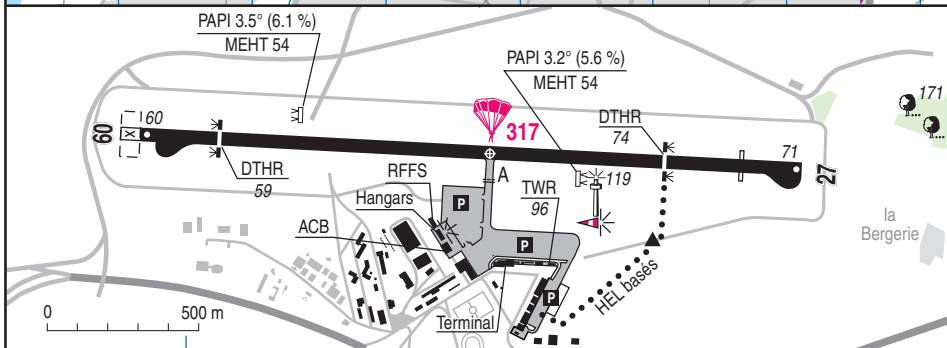 PAPI 3.5° (6.1 %)
MEHT 54
PAPI 3.2° (5.6 %)
MEHT 54
DTHR
74
171
60
09
317
71
27
DTHR
59
RFFS
A
TWR
96
119
P
Hangars
ACB
P
la
Bergerie
HEL basés
P
Terminal
0 500 m